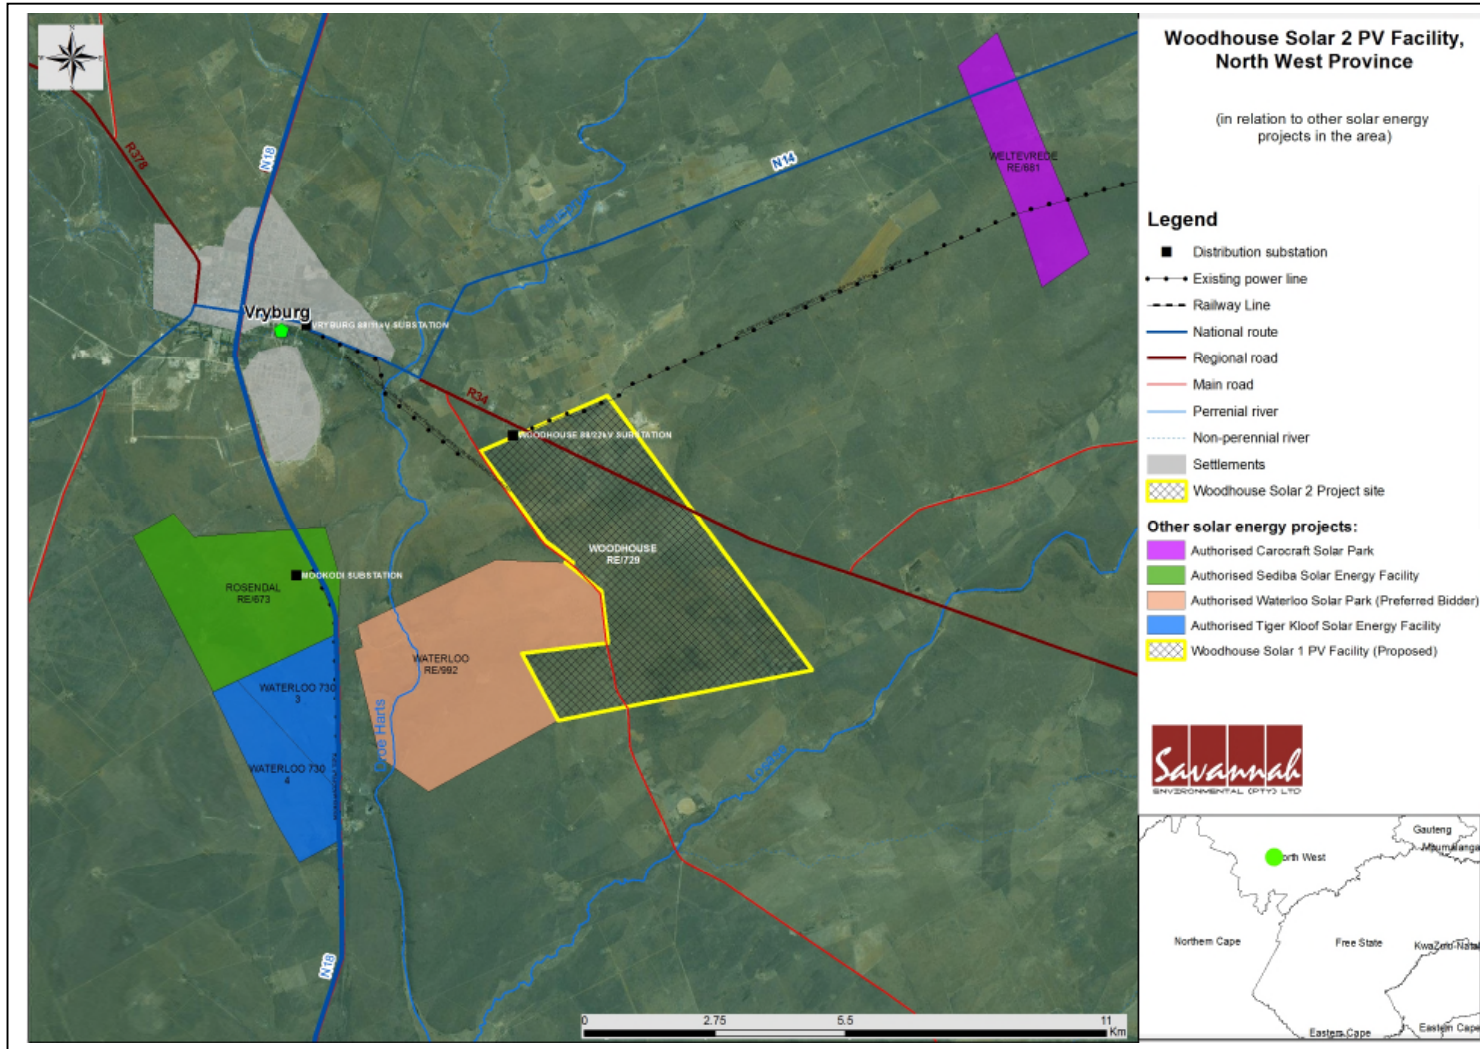 Woodhouse Solar 2 PV Facility,
North West Province
(in relation to other solar energy
projects in the area)
Legend
Distribution substation
Existing power line
Railway Line
National route
Regional road
Main road
Perrenial river
Non-perennial river
Settlements
Woodhouse Solar 2 Project site
Other solar energy projects:
Authorised Carocraft Solar Park
Authorised Sediba Solar Energy Facility
Authorised Waterloo Solar Park (Preferred Bidder)
Authorised Tiger Kloof Solar Energy Facility
Woodhouse Solar 1 PV Facility (Proposed)
Savannah
ENVIRONMENTAL (PTY) LTD
Gauteng
Mpumalanga
orth West
Northern Cape
Free State
KwaZulu-Natal
Eastern Cape
Eastern Cape
N
W
E
S
R378
N18
N14
WELTEVREDE
RE/681
Vryburg
VRYBURG 88/11kV SUBSTATION
R34
WOODHOUSE 88/22kV SUBSTATION
WOODHOUSE
RE/729
MOOKODI SUBSTATION
ROSENDAL
RE/673
WATERLOO
RE/992
WATERLOO 730
3
WATERLOO 730
4
Harts
N18
0
2.75
5.5
11
Km